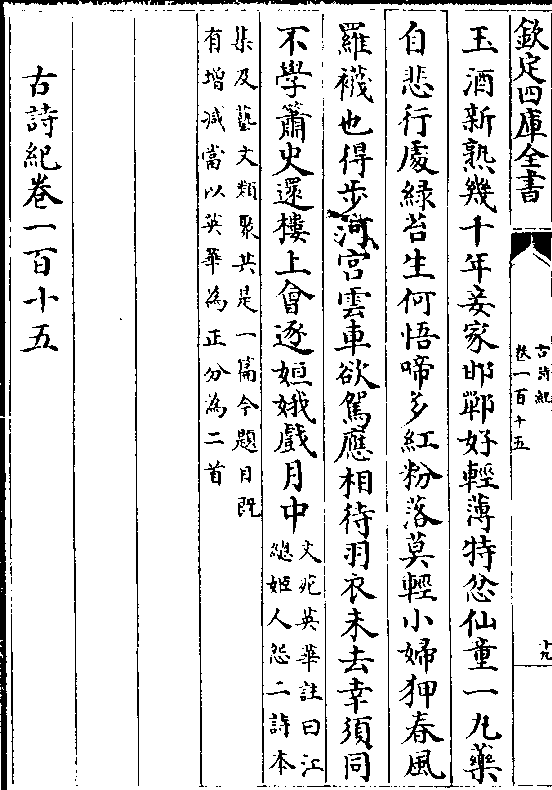 欽定四庫全書
古詩紀
卷一百十五
十九
玉酒新熟幾十年妾家邯鄲好輕薄特忿仙童一丸藥
自悲行處緑苔生何悟啼多紅粉落莫輕小婦狎春風
羅襪也得步河宮雲車欲駕應相待羽衣未去幸須同
不學簫史還樓上會逐姮娥戲月中
文苑英華註曰江
總姬人怨二詩本
集及藝文類聚共是一篇今題目既
有增減當以英華為正分為二首
古詩紀卷一百十五